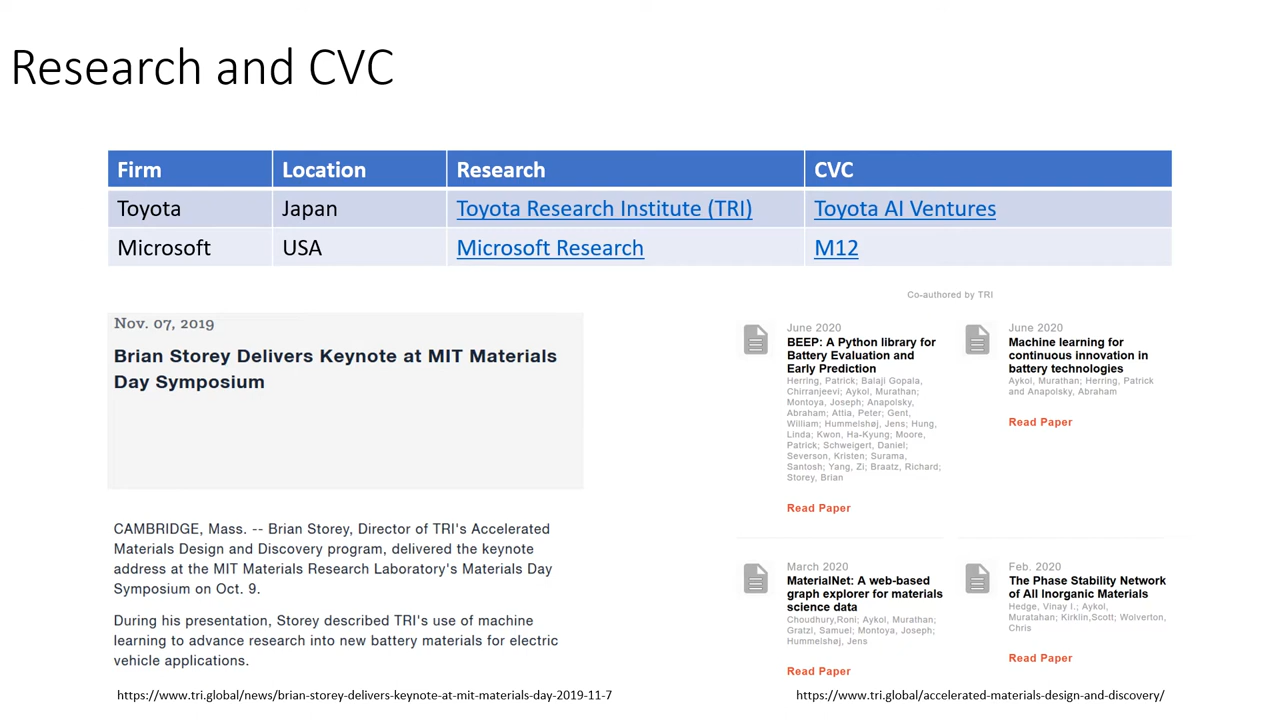 Research and CVC
Firm Location Research CVC
Toyota Japan Toyota Research Institute (TRI) Toyota AI Ventures
Microsoft USA Microsoft Research M12
Nov. 07, 2019
Brian Storey Delivers Keynote at MIT Materials
Day Symposium
CAMBRIDGE, Mass. -- Brian Storey, Director of TRI's Accelerated
Materials Design and Discovery program, delivered the keynote
address at the MIT Materials Research Laboratory's Materials Day
Symposium on Oct. 9.
During his presentation, Storey described TRI's use of machine
learning to advance research into new battery materials for electric
vehicle applications.
https://www.tri.global/news/brian-storey-delivers-keynote-at-mit-materials-day-2019-11-7
Co-authored by TRI
June 2020
BEEP: A Python library for
Battery Evaluation and
Early Prediction
Herring, Patrick; Balaji Gopala,
Chirranjeevi; Aykol, Murathan;
Montoya, Joseph; Anapolsky,
Abraham; Attia, Peter; Gent,
William; Hummelshøj, Jens; Hung,
Linda; Kwon, Ha-Kyung; Moore,
Patrick; Schweigert, Daniel;
Severson, Kristen; Surama,
Santosh; Yang, Zi; Braatz, Richard;
Storey, Brian
Read Paper
June 2020
Machine learning for
continuous innovation in
battery technologies
Aykol, Murathan; Herring, Patrick
and Anapolsky, Abraham
Read Paper
March 2020
MaterialNet: A web-based
graph explorer for materials
science data
Choudhury,Roni; Aykol, Murathan;
Gratzl, Samuel; Montoya, Joseph;
Hummelshøj, Jens
Read Paper
Feb. 2020
The Phase Stability Network
of All Inorganic Materials
Hedge, Vinay I.; Aykol,
Muratahan; Kirklin,Scott; Wolverton,
Chris
Read Paper
https://www.tri.global/accelerated-materials-design-and-discovery/